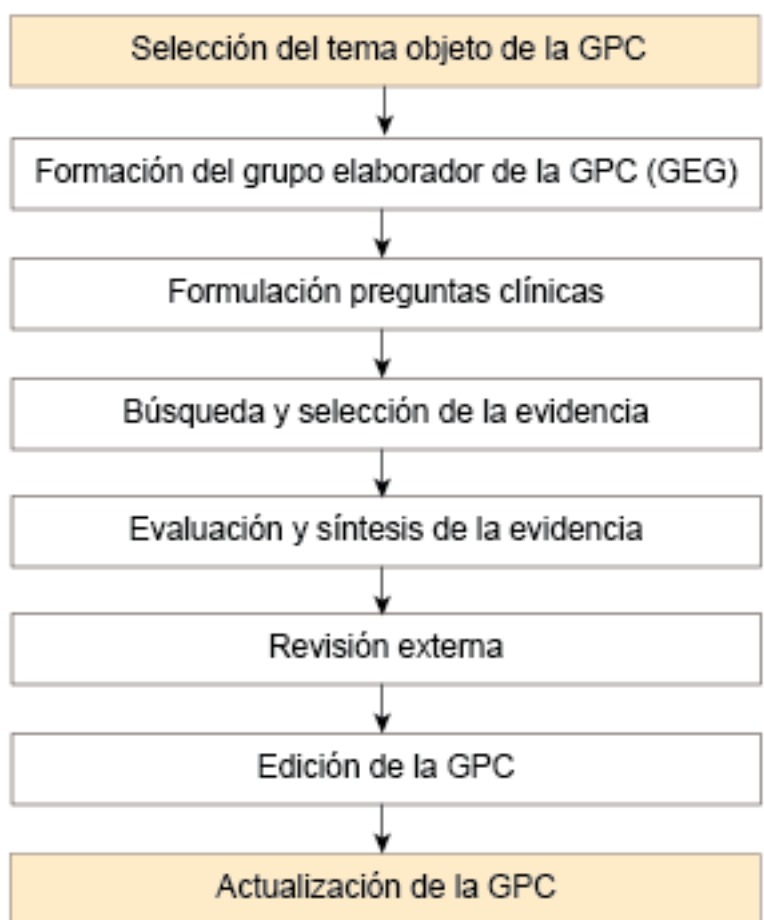 Selección del tema objeto de la GPC
Formación del grupo elaborador de la GPC (GEG)
Formulación preguntas clínicas
Búsqueda y selección de la evidencia
Evaluación y síntesis de la evidencia
Revisión externa
Edición de la GPC
Actualización de la GPC